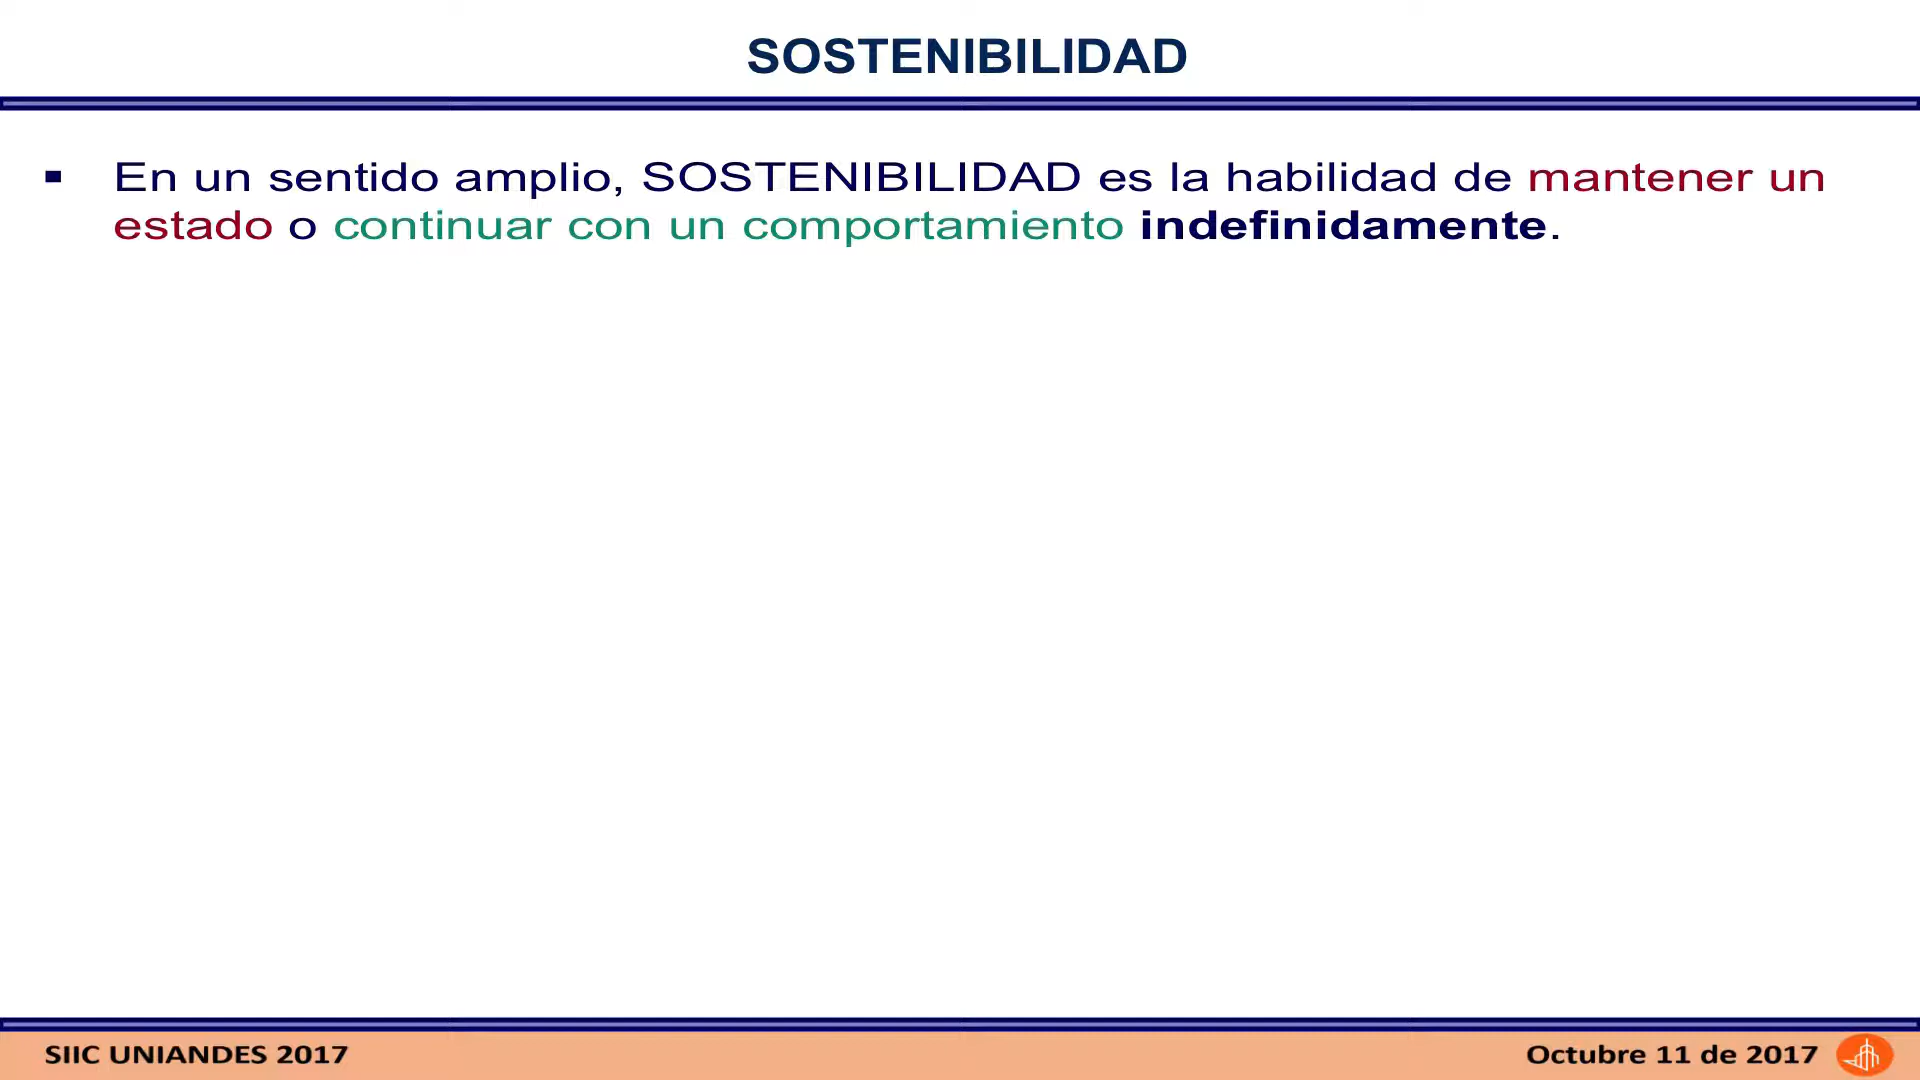 SOSTENIBILIDAD
▪ En un sentido amplio, SOSTENIBILIDAD es la habilidad de mantener un
estado o continuar con un comportamiento indefinidamente.
SIIC UNIANDES 2017
Octubre 11 de 2017